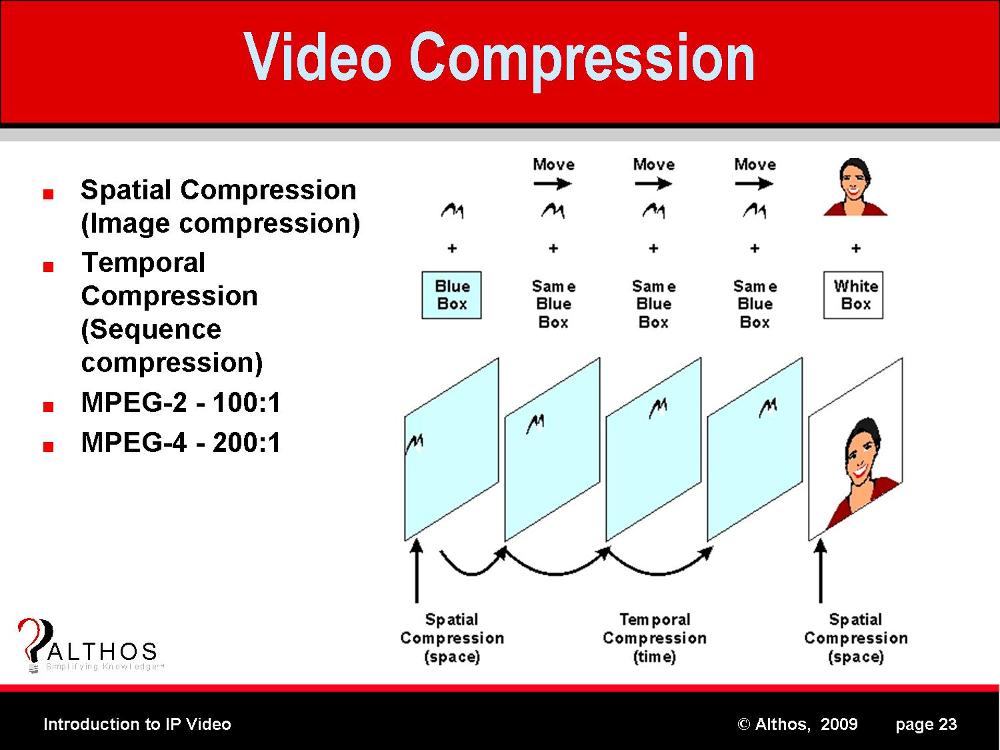 Video Compression
Spatial Compression
(Image compression)
Temporal
Compression
(Sequence
compression)
MPEG-2 - 100:1
MPEG-4 - 200:1
Move Move Move
+ + + + +
Blue
Box
Same
Blue
Box
Same
Blue
Box
Same
Blue
Box
White
Box
Spatial
Compression
(space)
Temporal
Compression
(time)
Spatial
Compression
(space)
ALTHOS
Simplifying Knowledge™
Introduction to IP Video © Althos, 2009 page 23